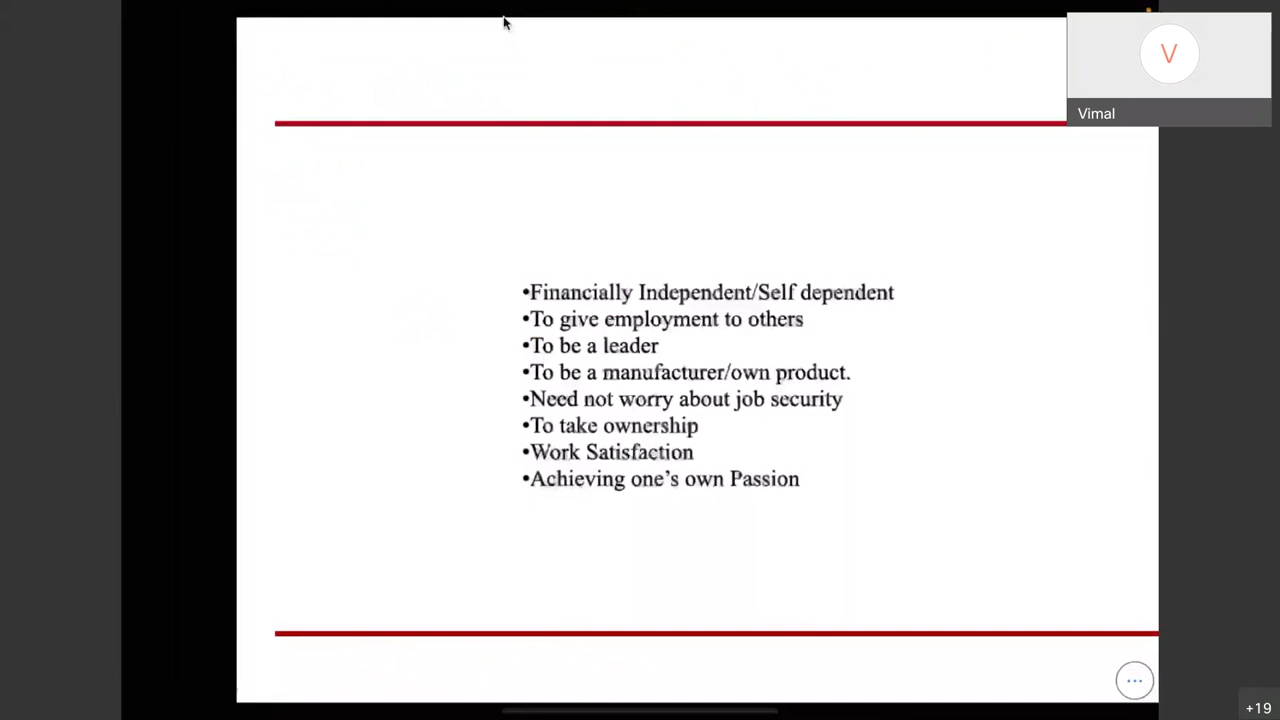 V
Vimal
•Financially Independent/Self dependent
•To give employment to others
•To be a leader
•To be a manufacturer/own product.
•Need not worry about job security
•To take ownership
•Work Satisfaction
•Achieving one’s own Passion
+19